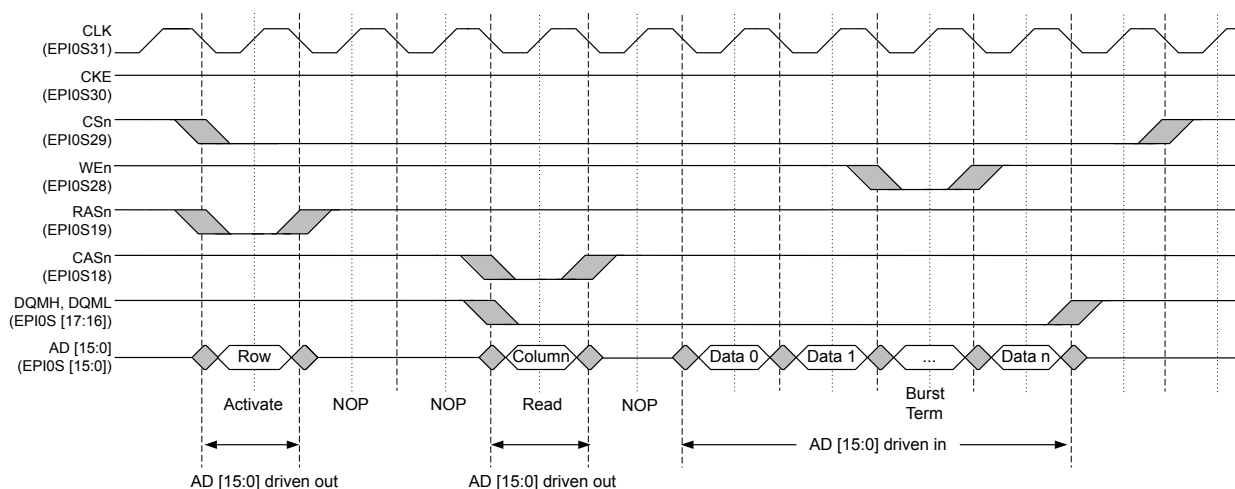 CLK
(EPI0S31)
CKE
(EPI0S30)
CSn
(EPI0S29)
WEn
(EPI0S28)
RASn
(EPI0S19)
CASn
(EPI0S18)
DQMH, DQML
(EPI0S [17:16])
AD [15:0]
(EPI0S [15:0])
Row
Column
Data 0
Data 1
...
Data n
Activate
NOP
NOP
Read
NOP
Burst
Term
AD [15:0] driven in
AD [15:0] driven out
AD [15:0] driven out